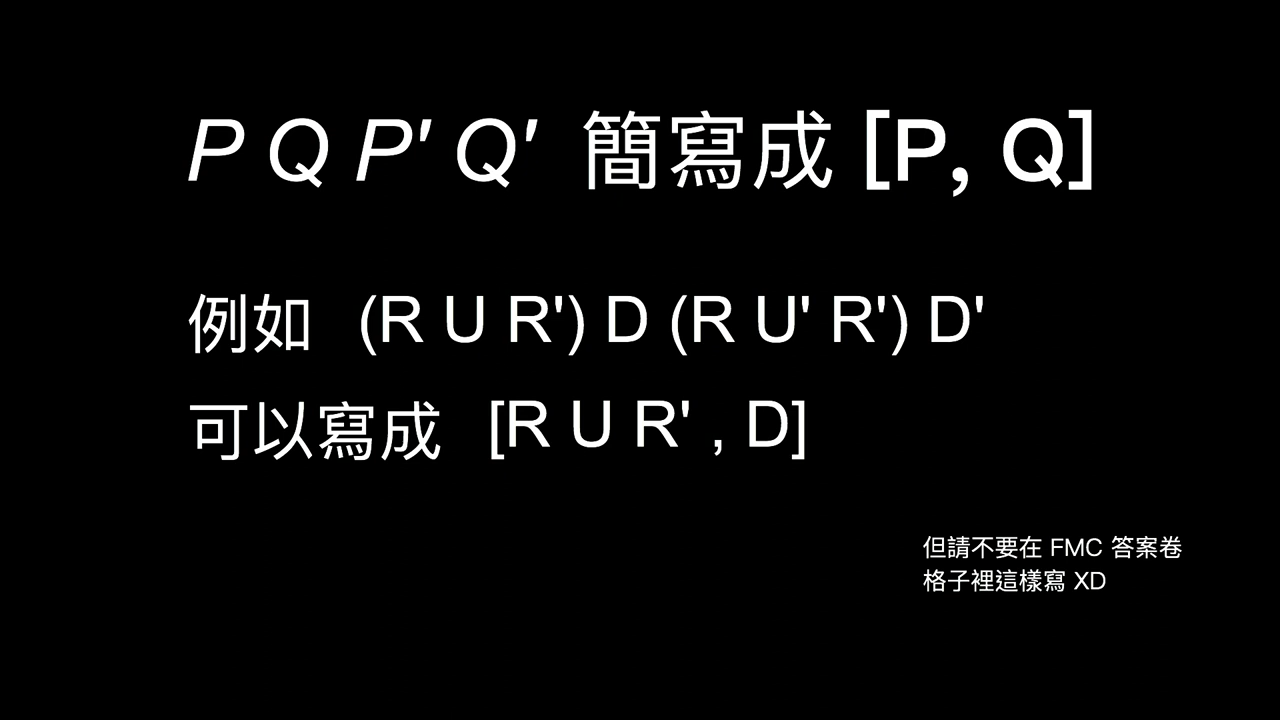 P Q P' Q' 簡寫成 [P, Q]
例如 (R U R') D (R U' R') D'
可以寫成 [R U R' , D]
但請不要在 FMC 答案卷
格子裡這樣寫 XD